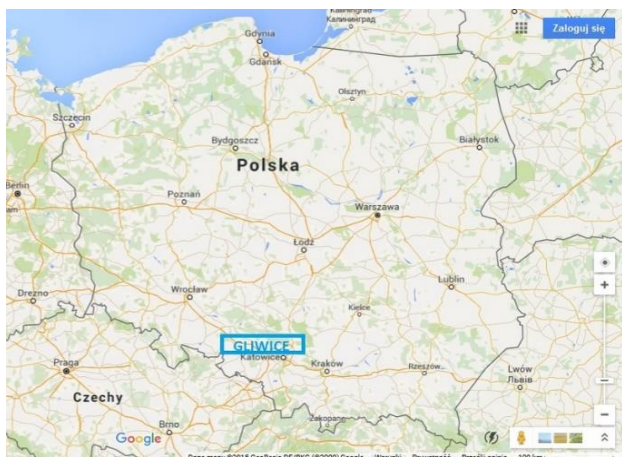 Kaliningrad
Калининград
Zaloguj się
Gdynia
Gdańsk
Olsztyn
Szczecin
Bydgoszcz
Białystok
Polska
Berlin
Poznań
Warszawa
Łódź
Lublin
Drezno
Wrocław
Kielce
GLIWICE
Katowice
Praga
Kraków
Rzeszów
Lwów
Львів
Czechy
Zakopane
Brno
Google